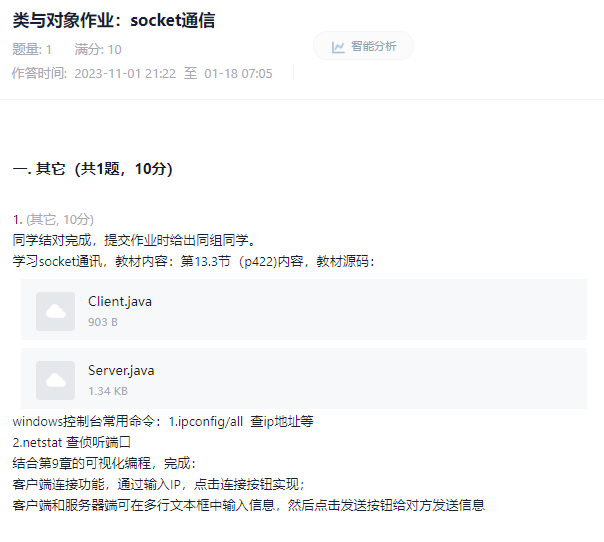 类与对象作业：socket通信
题量: 1 满分: 10
智能分析
作答时间: 2023-11-01 21:22 至 01-18 07:05
一. 其它（共1题，10分）
1. (其它, 10分)
同学结对完成，提交作业时给出同组同学。
学习socket通讯，教材内容：第13.3节（p422)内容，教材源码：
Client.java
903 B
Server.java
1.34 KB
windows控制台常用命令：1.ipconfig/all 查ip地址等
2.netstat 查侦听端口
结合第9章的可视化编程，完成：
客户端连接功能，通过输入IP，点击连接按钮实现；
客户端和服务器端可在多行文本框中输入信息，然后点击发送按钮给对方发送信息